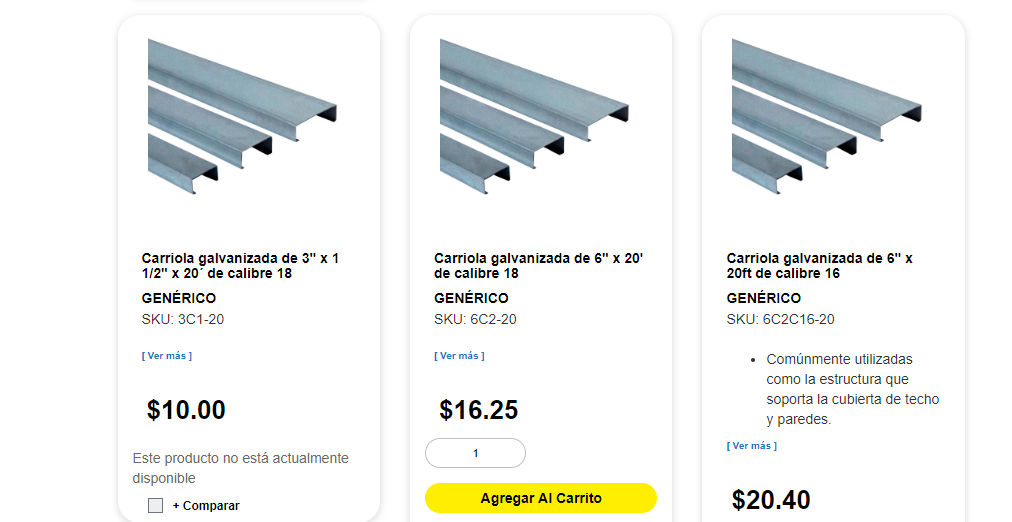 Carriola galvanizada de 3" x 1
1/2" x 20´ de calibre 18
GENÉRICO
SKU: 3C1-20
[ Ver más ]
$10.00
Este producto no está actualmente
disponible
+ Comparar
Carriola galvanizada de 6" x 20'
de calibre 18
GENÉRICO
SKU: 6C2-20
[ Ver más ]
$16.25
1
Agregar Al Carrito
Carriola galvanizada de 6" x
20ft de calibre 16
GENÉRICO
SKU: 6C2C16-20
• Comúnmente utilizadas
como la estructura que
soporta la cubierta de techo
y paredes.
[ Ver más ]
$20.40